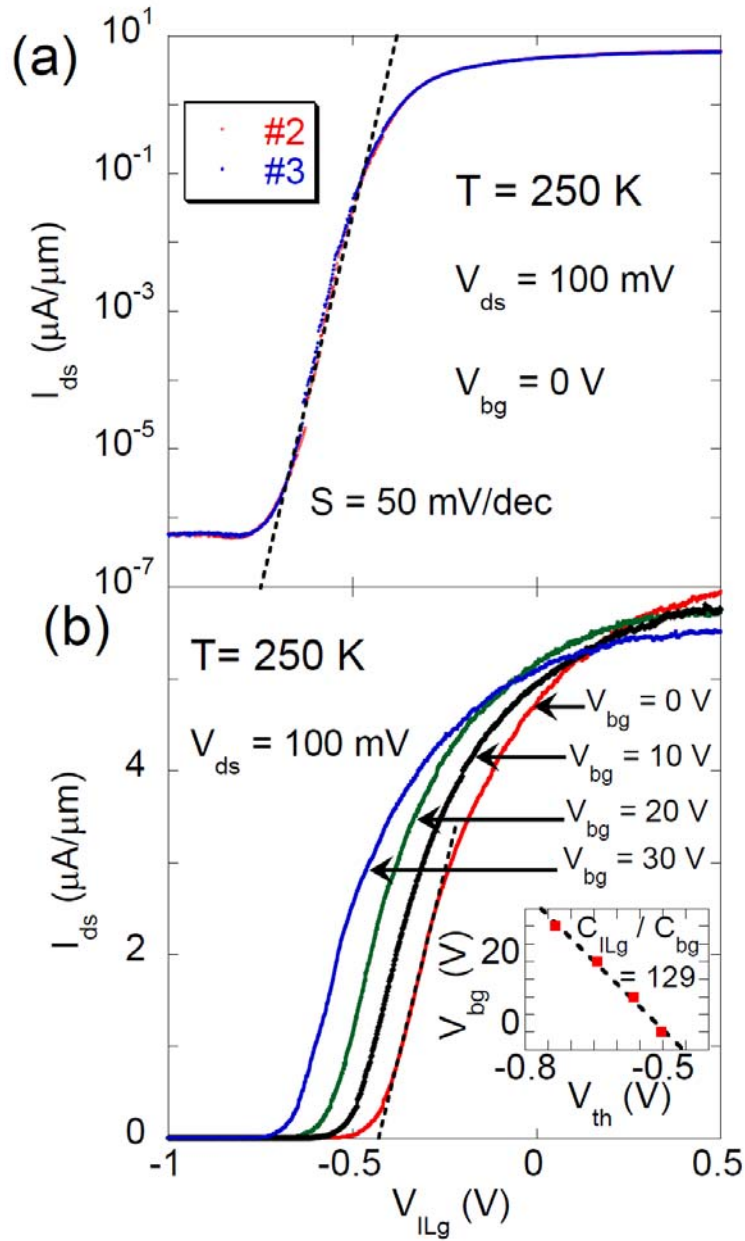 (a)
10^1
10^-1
10^-3
10^-5
10^-7
I_ds (μA/μm)
#2
#3
T = 250 K
V_ds = 100 mV
V_bg = 0 V
S = 50 mV/dec
(b)
T= 250 K
V_ds = 100 mV
V_bg = 0 V
V_bg = 10 V
V_bg = 20 V
V_bg = 30 V
4
2
0
I_ds (μA/μm)
C_ILg / C_bg
= 129
20
0
V_bg (V)
-0.8
-0.5
V_th (V)
-1
-0.5
0
0.5
V_ILg (V)